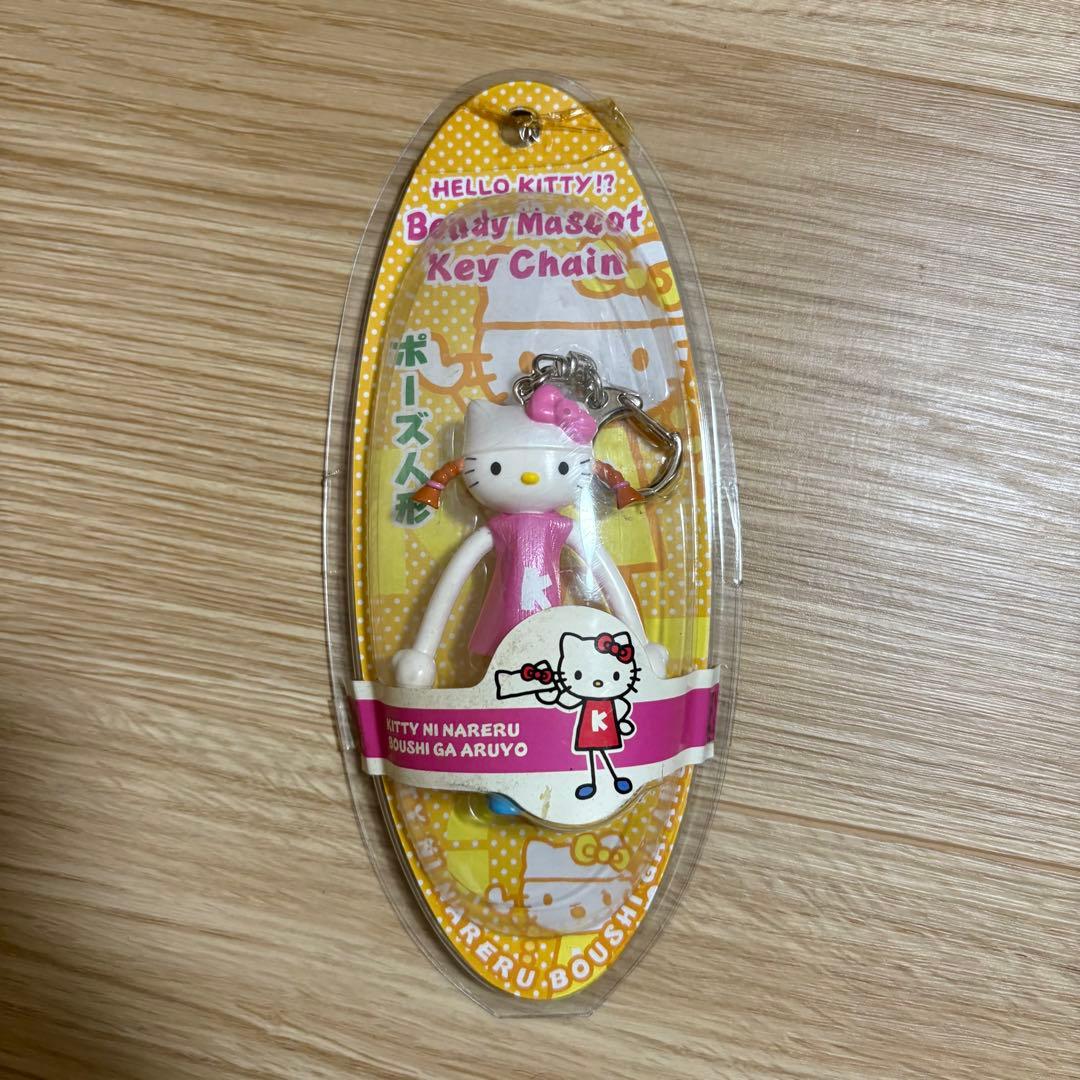 HELLO KITTY!?
Bendy Mascot
Key Chain
ポーズ人形
K
KITTY NI NARERU
BOUSHI GA ARUYO
K
Y NI NARERU BOUSHI GA